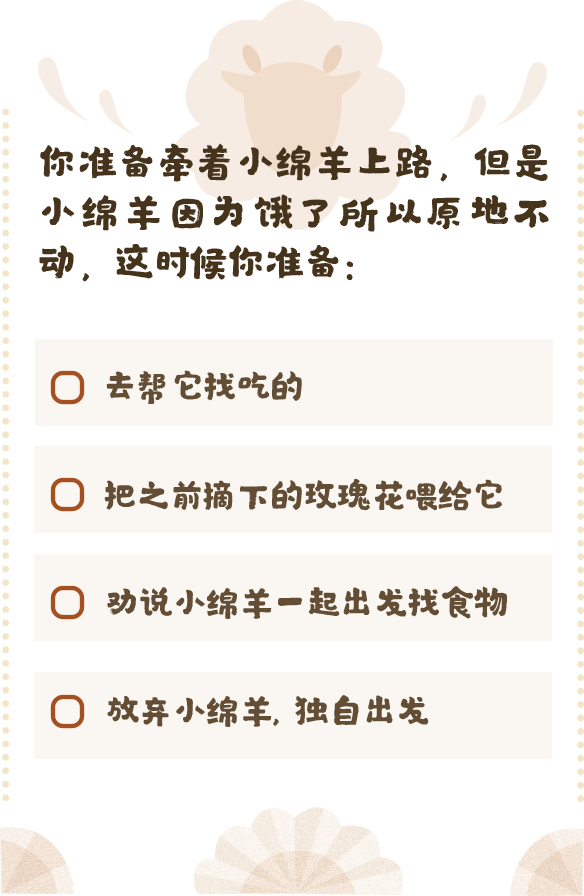 你准备牵着小绵羊上路，但是
小绵羊因为饿了所以原地不
动，这时候你准备：
去帮它找吃的
把之前摘下的玫瑰花喂给它
劝说小绵羊一起出发找食物
放弃小绵羊,独自出发